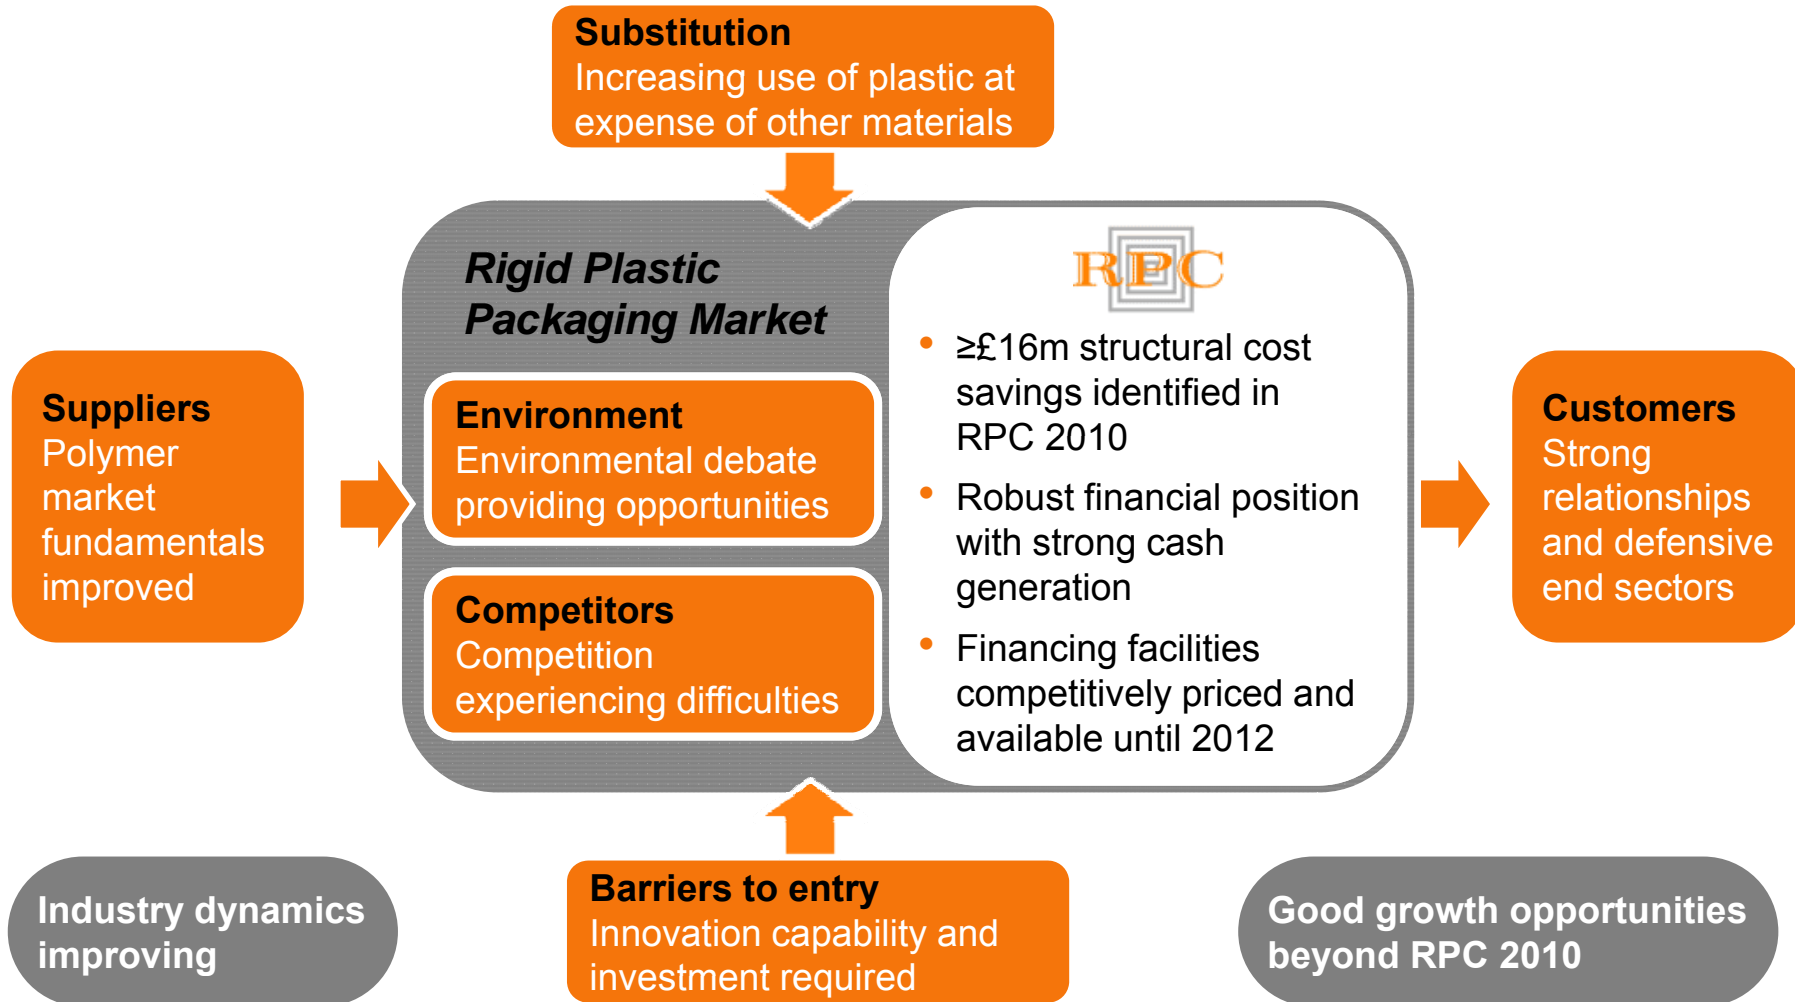 Substitution
Increasing use of plastic at
expense of other materials
Rigid Plastic
Packaging Market
Suppliers
Polymer
market
fundamentals
improved
Environment
Environmental debate
providing opportunities
Competitors
Competition
experiencing difficulties
RPC
• ≥£16m structural cost
savings identified in
RPC 2010
• Robust financial position
with strong cash
generation
• Financing facilities
competitively priced and
available until 2012
Customers
Strong
relationships
and defensive
end sectors
Industry dynamics
improving
Barriers to entry
Innovation capability and
investment required
Good growth opportunities
beyond RPC 2010